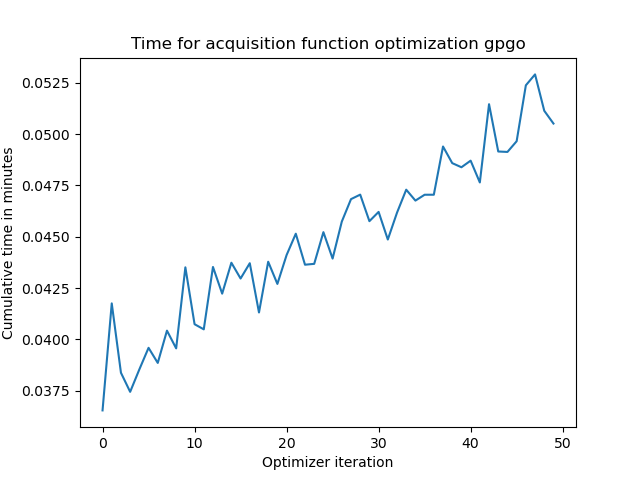 Time for acquisition function optimization gpgo
Cumulative time in minutes
0.0525
0.0500
0.0475
0.0450
0.0425
0.0400
0.0375
0 10 20 30 40 50
Optimizer iteration